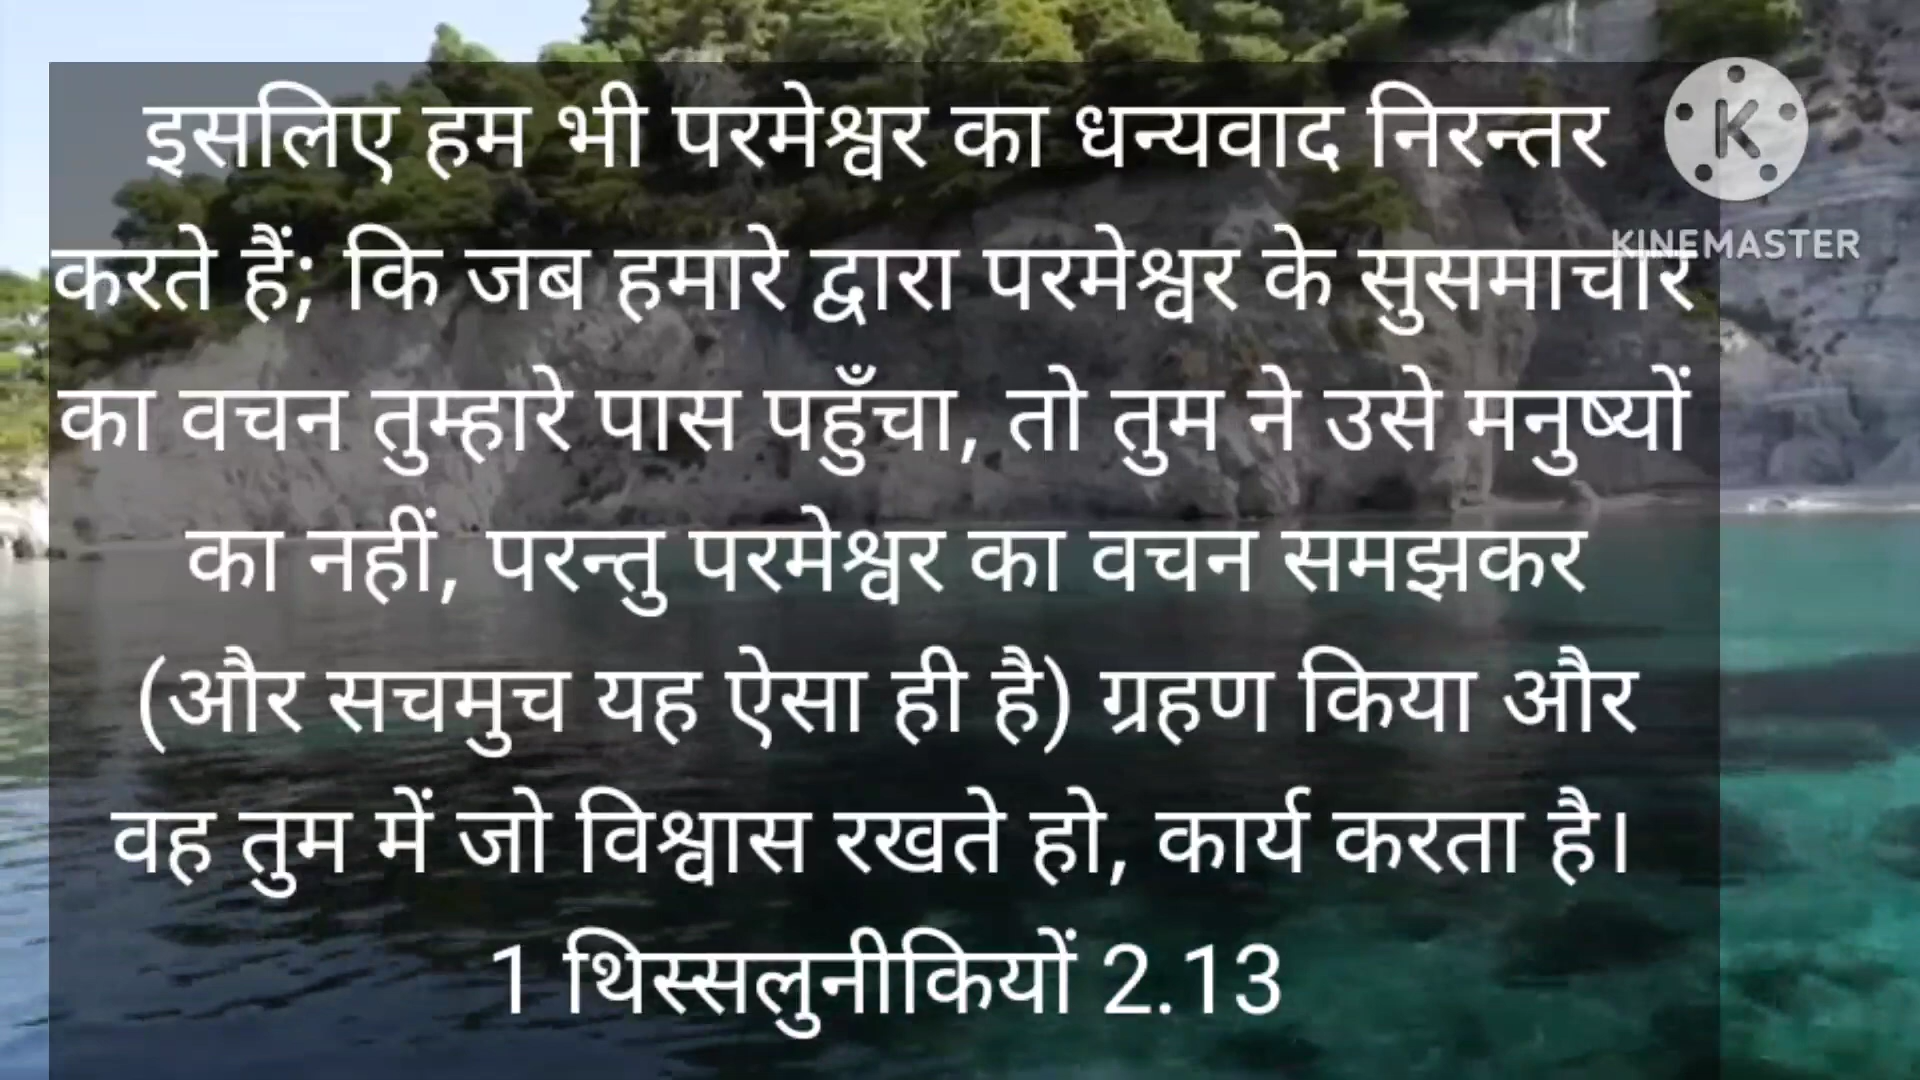 इसलिए हम भी परमेश्वर का धन्यवाद निरन्तर
करते हैं; कि जब हमारे द्वारा परमेश्वर के सुसमाचार
का वचन तुम्हारे पास पहुँचा, तो तुम ने उसे मनुष्यों
का नहीं, परन्तु परमेश्वर का वचन समझकर
(और सचमुच यह ऐसा ही है) ग्रहण किया और
वह तुम में जो विश्वास रखते हो, कार्य करता है।
1 थिस्सलुनीकियों 2.13
K
KINEMASTER